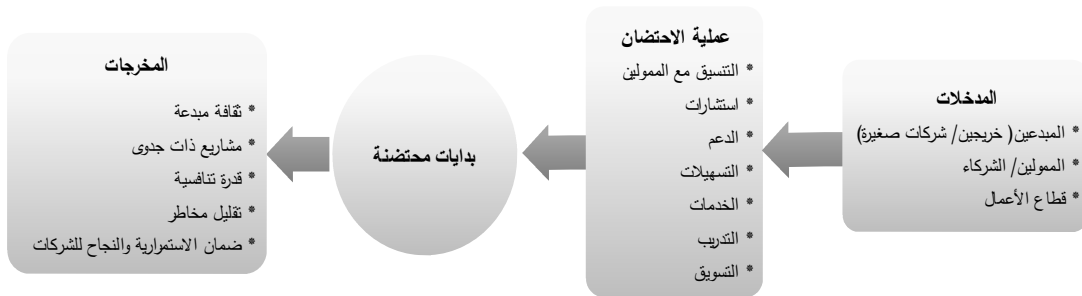 المدخلات
* المبدعين( خريجين/ شركات صغيرة)
* الممولين/ الشركاء
* قطاع الأعمال
عملية الاحتضان
* التنسيق مع الممولين
* استشارات
* الدعم
* التسهيلات
* الخدمات
* التدريب
* التسويق
بدايات محتضنة
المخرجات
* ثقافة مبدعة
* مشاريع ذات جدوى
* قدرة تنافسية
* تقليل مخاطر
* ضمان الاستمرارية والنجاح للشركات